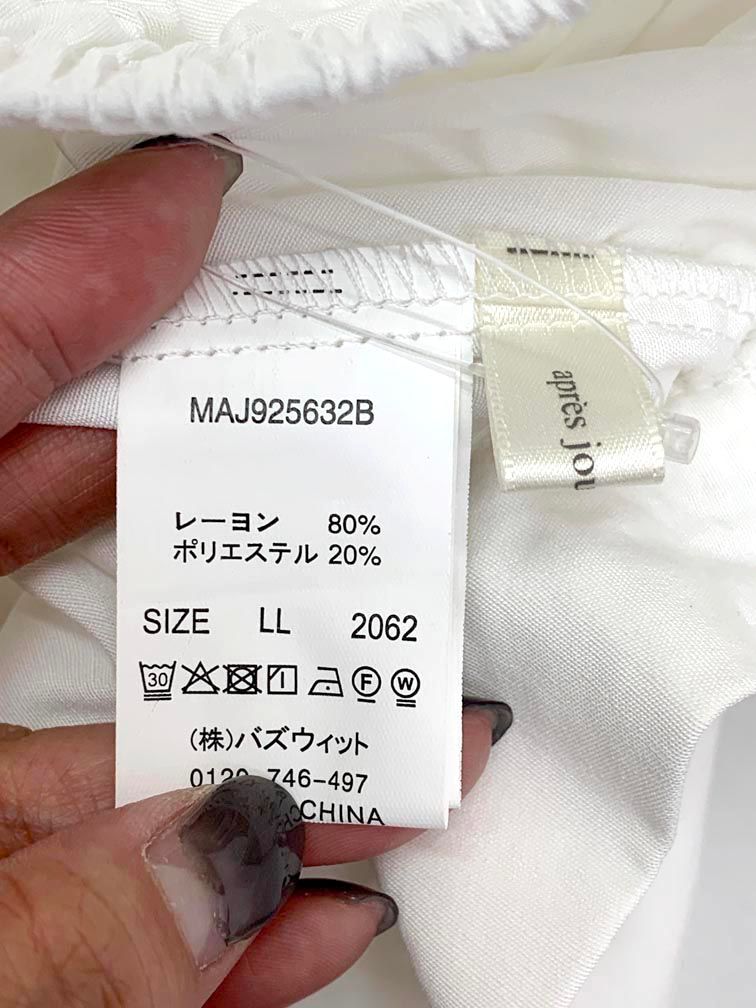 MAJ925632B
レーヨン 80%
ポリエステル 20%
SIZE LL 2062
30
F W
(株)バズウィット
746-497
CHINA
après